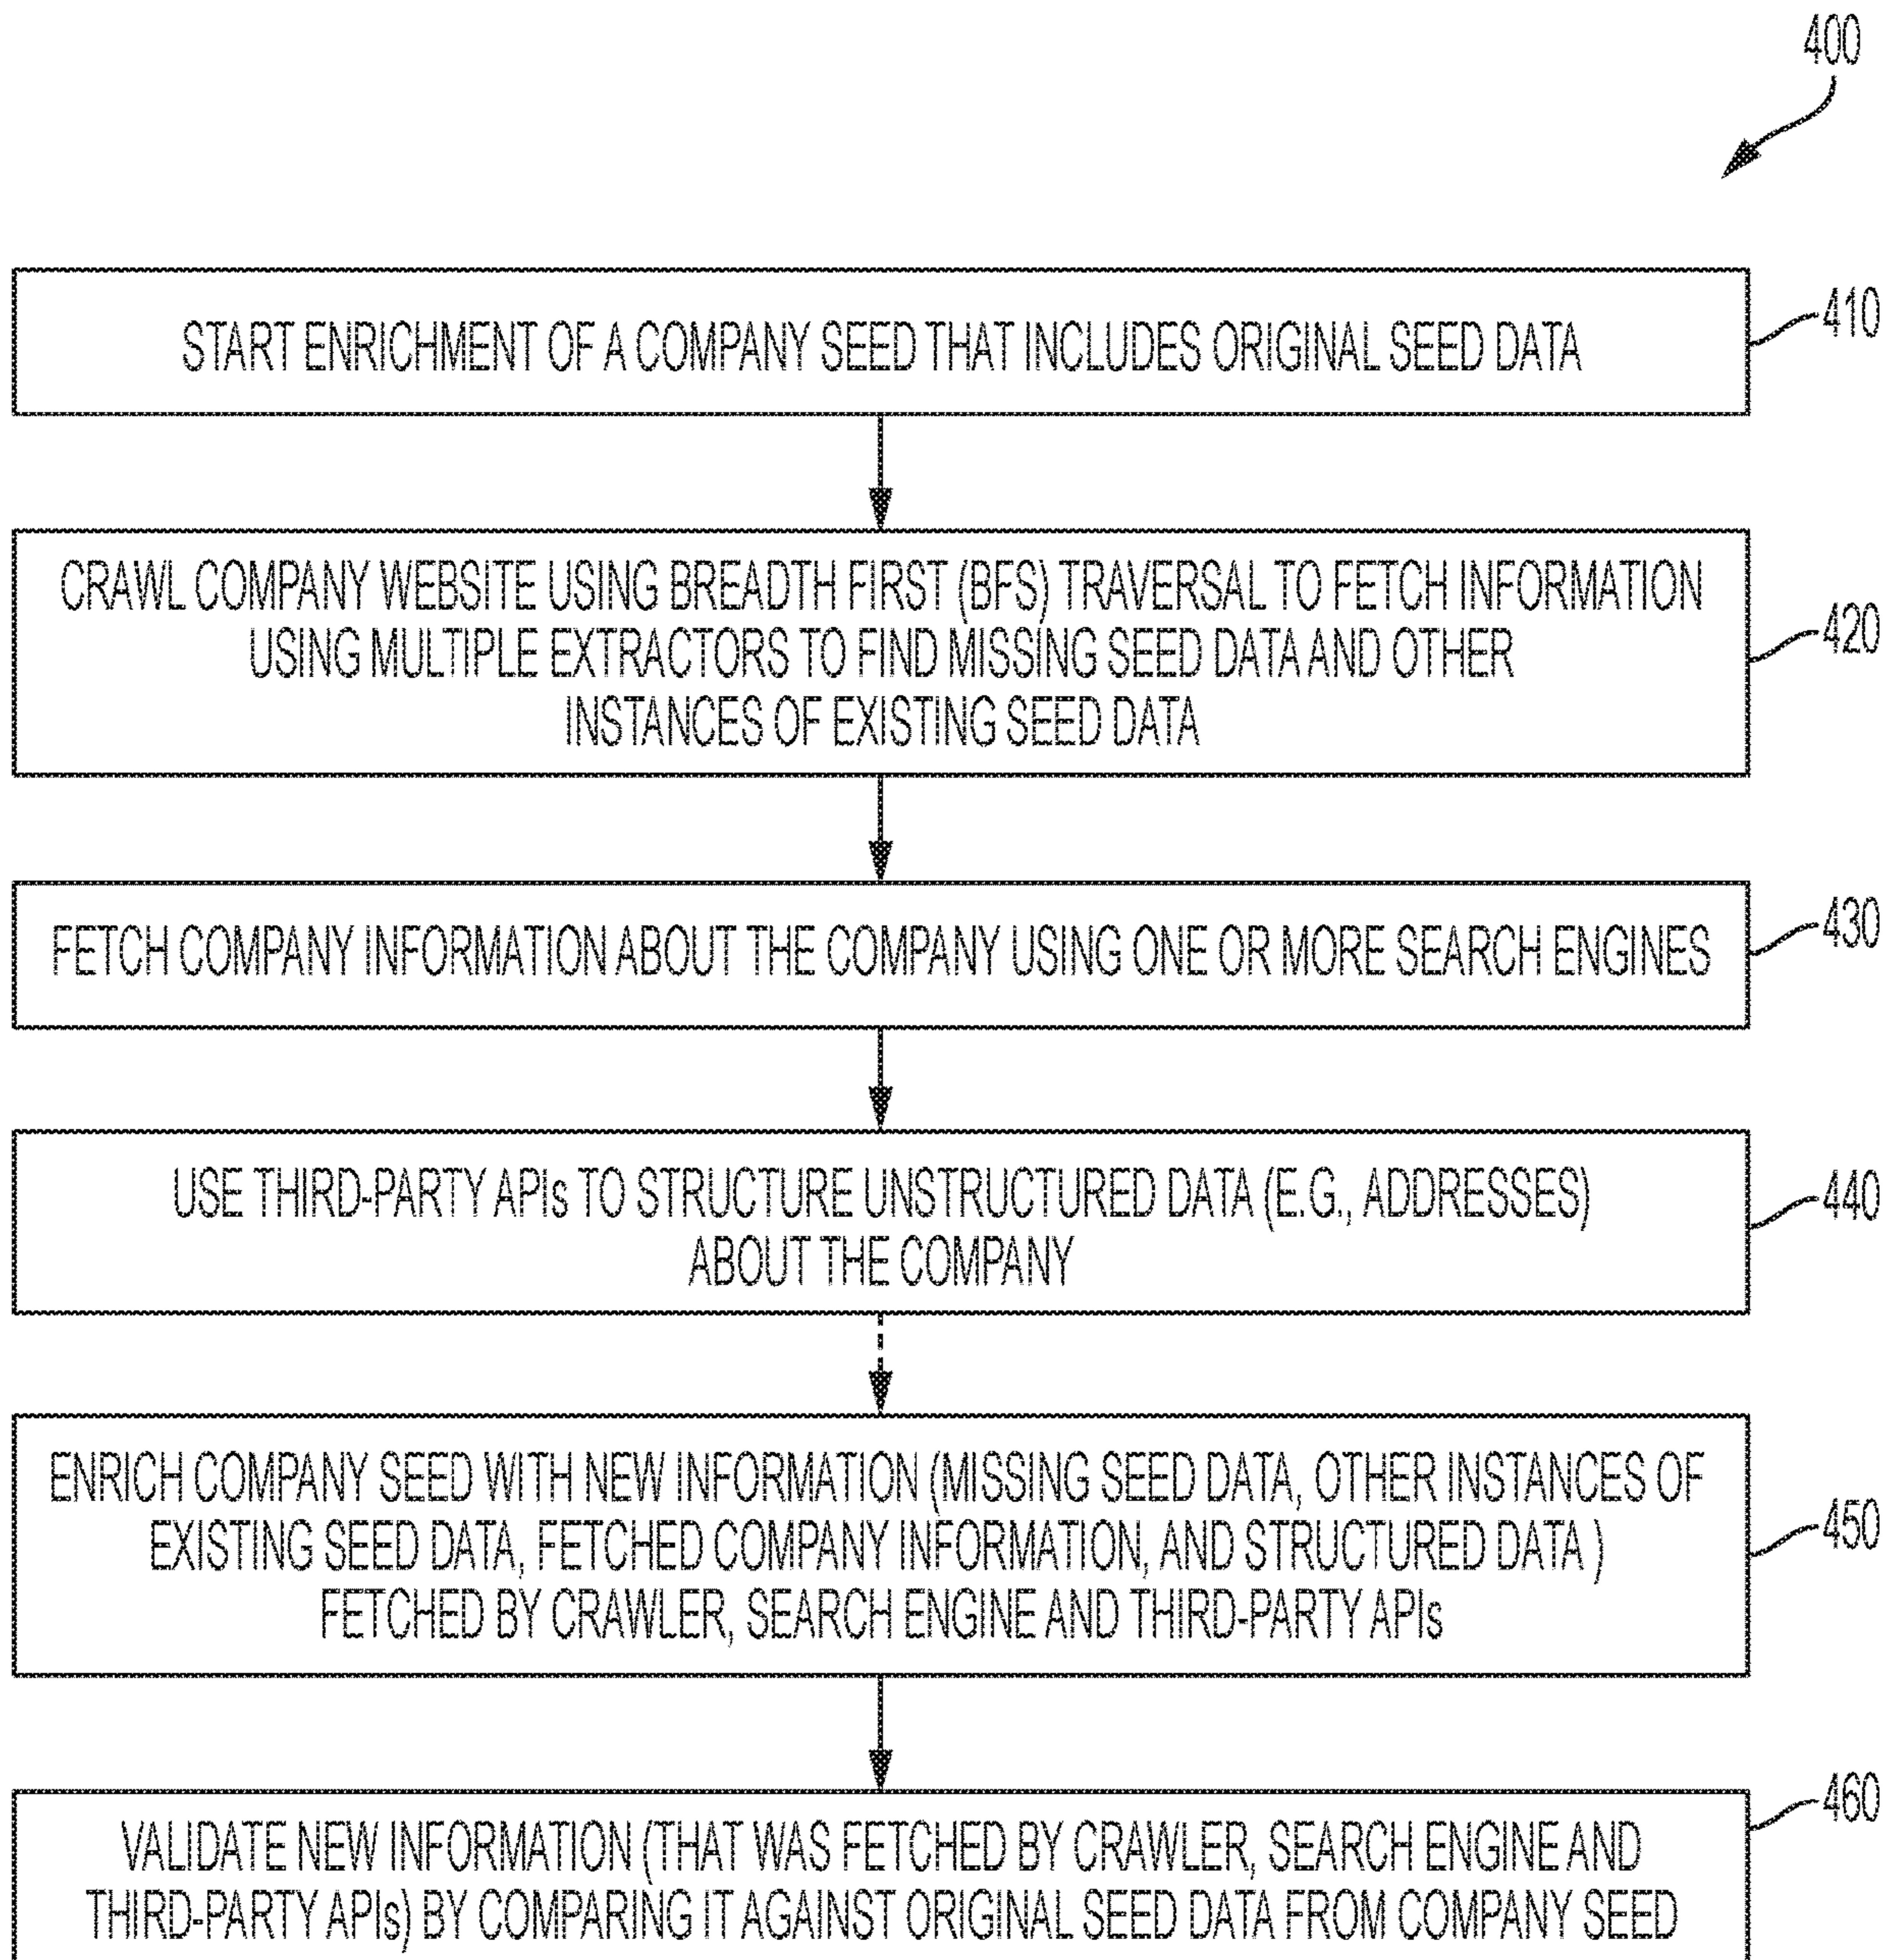 400
START ENRICHMENT OF A COMPANY SEED THAT INCLUDES ORIGINAL SEED DATA
410
CRAWL COMPANY WEBSITE USING BREADTH FIRST (BFS) TRAVERSAL TO FETCH INFORMATION
USING MULTIPLE EXTRACTORS TO FIND MISSING SEED DATA AND OTHER
INSTANCES OF EXISTING SEED DATA
420
FETCH COMPANY INFORMATION ABOUT THE COMPANY USING ONE OR MORE SEARCH ENGINES
430
USE THIRD-PARTY APIs TO STRUCTURE UNSTRUCTURED DATA (E.G., ADDRESSES)
ABOUT THE COMPANY
440
ENRICH COMPANY SEED WITH NEW INFORMATION (MISSING SEED DATA, OTHER INSTANCES OF
EXISTING SEED DATA, FETCHED COMPANY INFORMATION, AND STRUCTURED DATA )
FETCHED BY CRAWLER, SEARCH ENGINE AND THIRD-PARTY APIs
450
VALIDATE NEW INFORMATION (THAT WAS FETCHED BY CRAWLER, SEARCH ENGINE AND
THIRD-PARTY APIs) BY COMPARING IT AGAINST ORIGINAL SEED DATA FROM COMPANY SEED
460